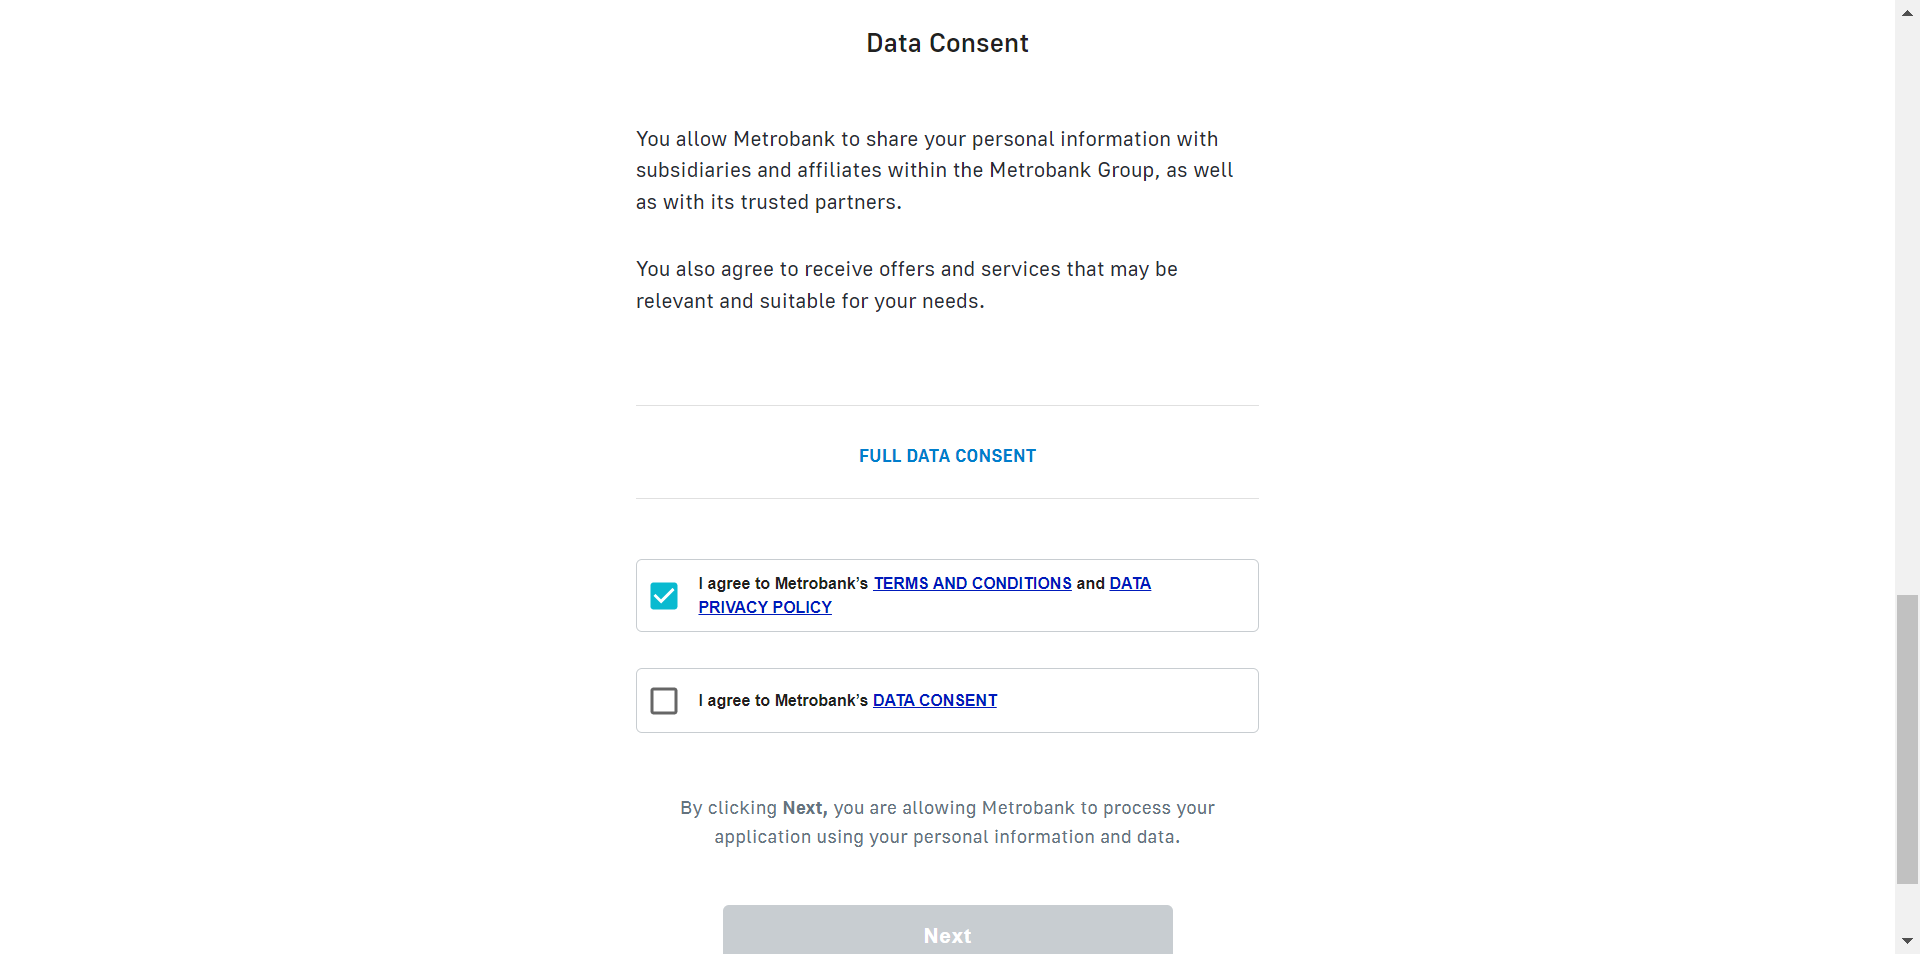 Data Consent
You allow Metrobank to share your personal information with
subsidiaries and affiliates within the Metrobank Group, as well
as with its trusted partners.
You also agree to receive offers and services that may be
relevant and suitable for your needs.
FULL DATA CONSENT
I agree to Metrobank’s TERMS AND CONDITIONS and DATA
PRIVACY POLICY
I agree to Metrobank’s DATA CONSENT
By clicking Next, you are allowing Metrobank to process your
application using your personal information and data.
Next